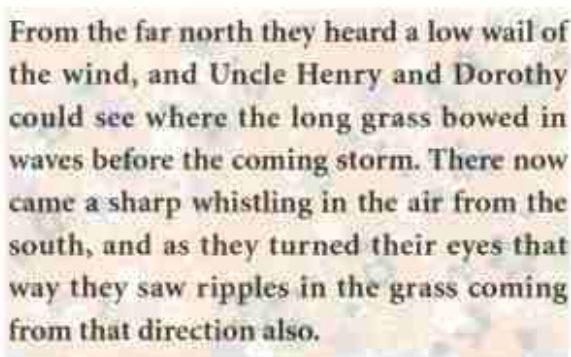 From the far north they heard a low wail of
the wind, and Uncle Henry and Dorothy
could see where the long grass bowed in
waves before the coming storm. There now
came a sharp whistling in the air from the
south, and as they turned their eyes that
way they saw ripples in the grass coming
from that direction also.